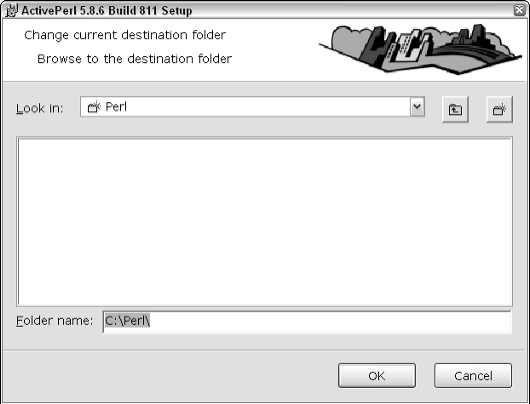 ActivePerl 5.8.6 Build 811 Setup
Change current destination folder
Browse to the destination folder
Look in: Perl
Folder name: C:\Perl\
OK Cancel